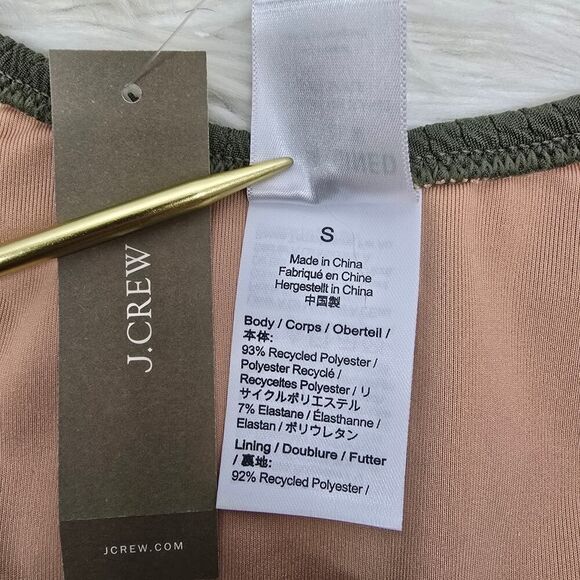 J.CREW
JCREW.COM
S
Made in China
Fabriqué en Chine
Hergestellt in China
中国製
Body / Corps / Oberteil /
本体:
93% Recycled Polyester /
Polyester Recyclé /
Recyceltes Polyester / リ
サイクルポリエステル
7% Elastane / Élasthanne /
Elastan / ポリウレタン
Lining / Doublure / Futter
/ 裏地:
92% Recycled Polyester /